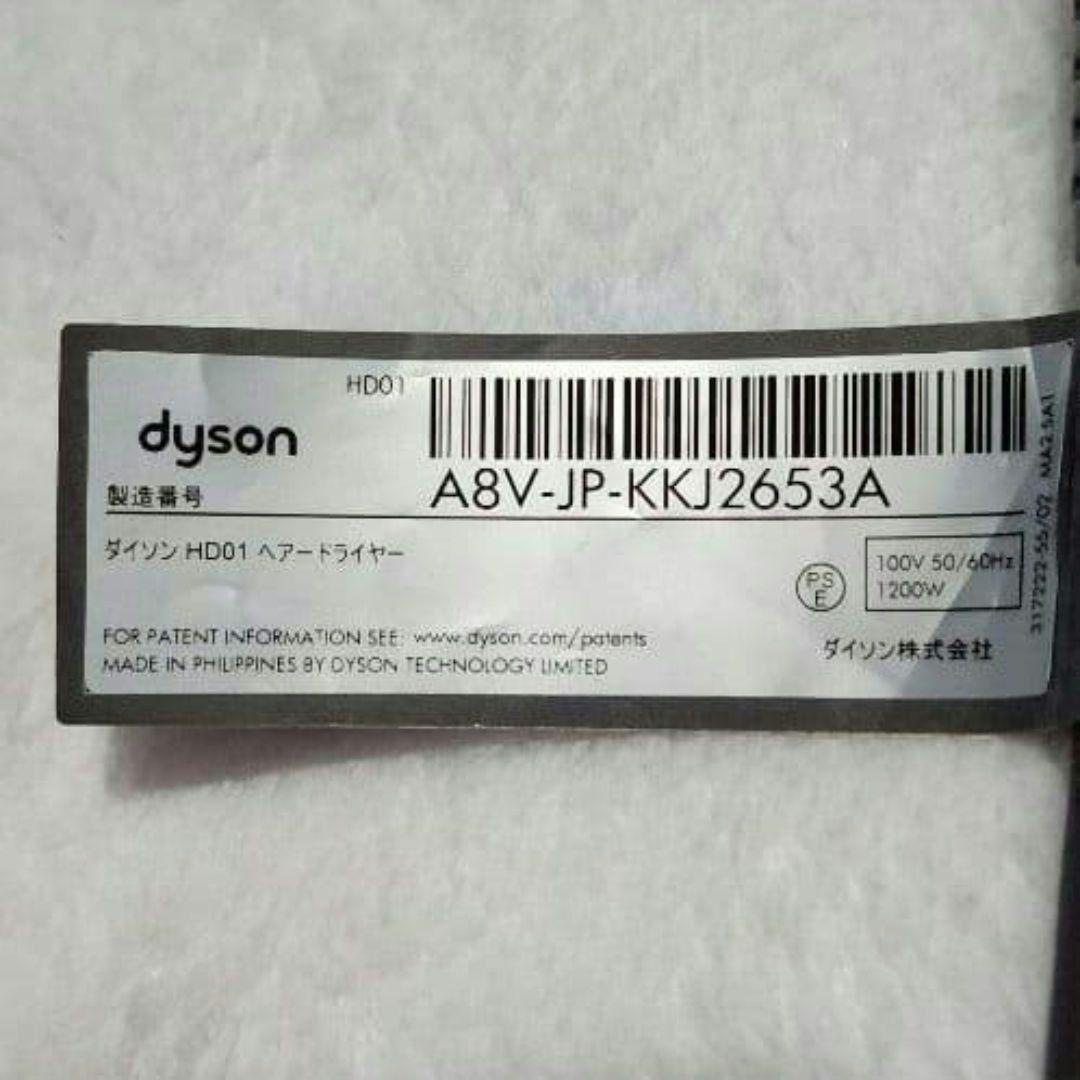 HD01
dyson
製造番号 A8V-JP-KKJ2653A
ダイソン HD01 ヘアードライヤー
PS
E
100V 50/60Hz
1200W
FOR PATENT INFORMATION SEE: www.dyson.com/patents
MADE IN PHILIPPINES BY DYSON TECHNOLOGY LIMITED
ダイソン株式会社
317222-56/02 MA2.5A1